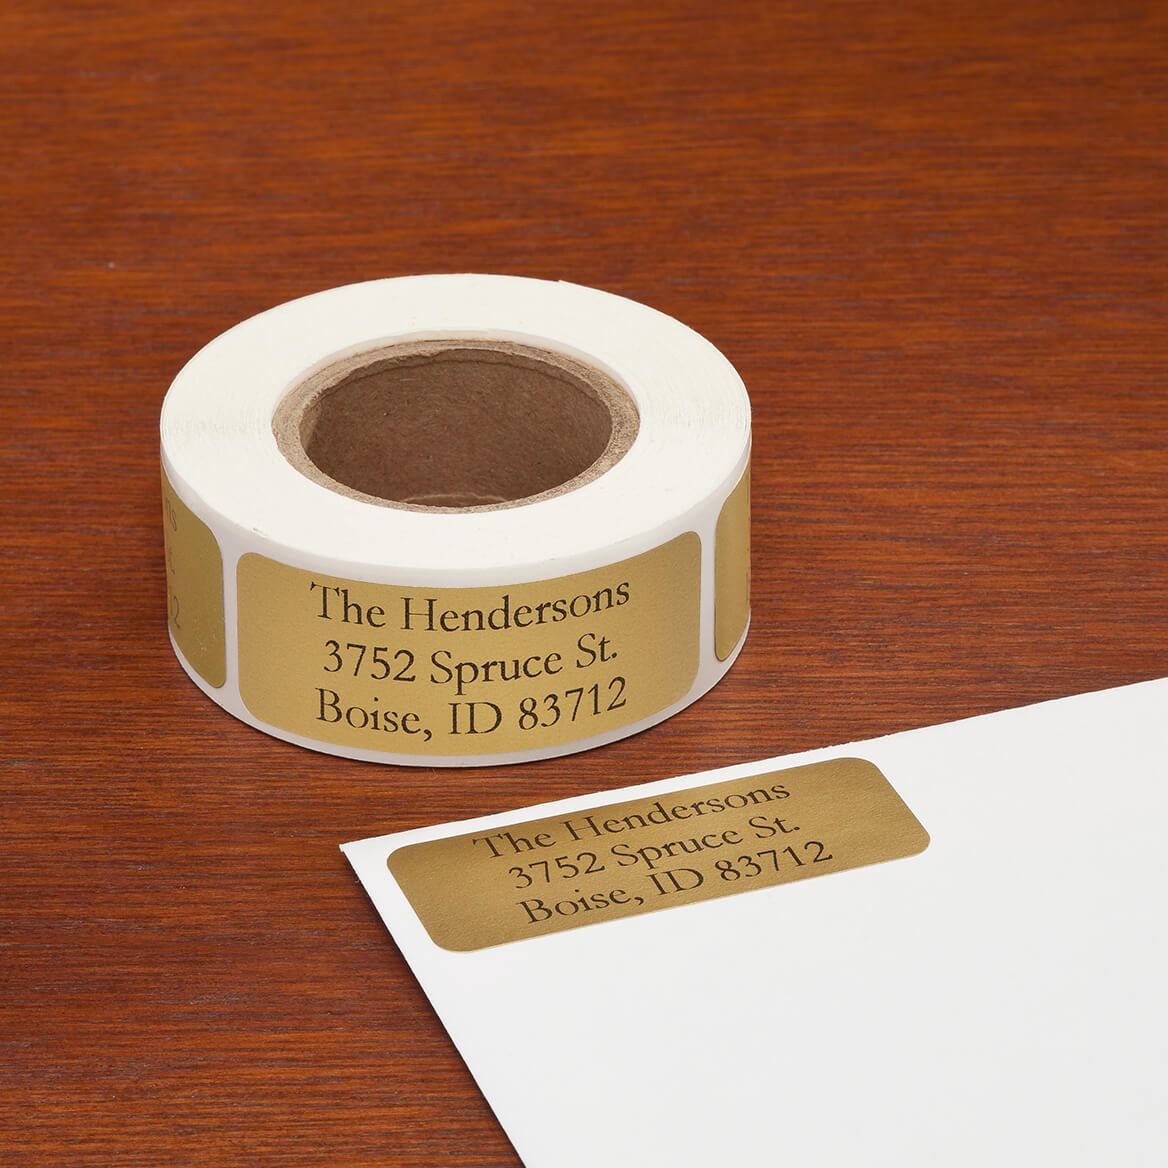 The Hendersons
3752 Spruce St.
Boise, ID 83712
The Hendersons
3752 Spruce St.
Boise, ID 83712